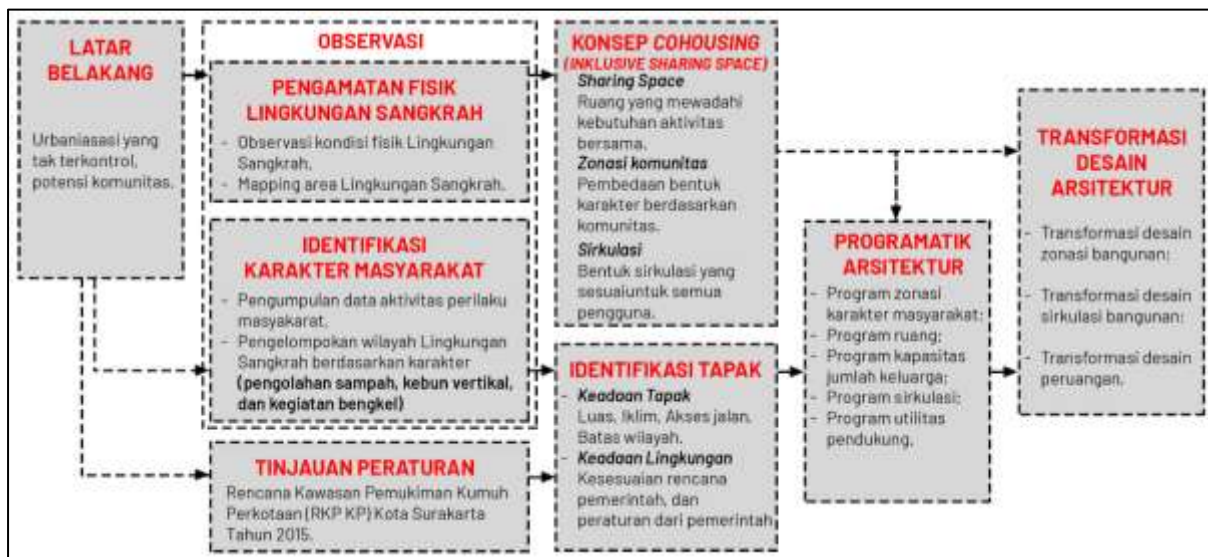 LATAR
BELAKANG
Urbaniasasi yang
tak terkontrol,
potensi komunitas.
OBSERVASI
PENGAMATAN FISIK
LINGKUNGAN SANGKRAH
- Observasi kondisi fisik Lingkungan
Sangkrah.
- Mapping area Lingkungan Sangkrah.
IDENTIFIKASI
KARAKTER MASYARAKAT
- Pengumpulan data aktivitas perilaku
masyakarat.
- Pengelompokan wilayah Lingkungan
Sangkrah berdasarkan karakter
(pengolahan sampah, kebun vertikal,
dan kegiatan bengkel)
TINJAUAN PERATURAN
Rencana Kawasan Pemukiman Kumuh
Perkotaan (RKP KP) Kota Surakarta
Tahun 2015.
KONSEP COHOUSING
(INKLUSIVE SHARING SPACE)
Sharing Space
Ruang yang mewadahi
kebutuhan aktivitas
bersama.
Zonasi komunitas
Pembedaan bentuk
karakter berdasarkan
komunitas.
Sirkulasi
Bentuk sirkulasi yang
sesuaiuntuk semua
pengguna.
IDENTIFIKASI TAPAK
- Keadaan Tapak
Luas, Iklim, Akses jalan,
Batas wilayah.
- Keadaan Lingkungan
Kesesuaian rencana
pemerintah, dan
peraturan dari pemerintah
PROGRAMATIK
ARSITEKTUR
- Program zonasi
karakter masyarakat;
- Program ruang;
- Program kapasitas
jumlah keluarga;
- Program sirkulasi;
- Program utilitas
pendukung.
TRANSFORMASI
DESAIN
ARSITEKTUR
- Transformasi desain
zonasi bangunan;
- Transformasi desain
sirkulasi bangunan;
- Transformasi desain
peruangan.